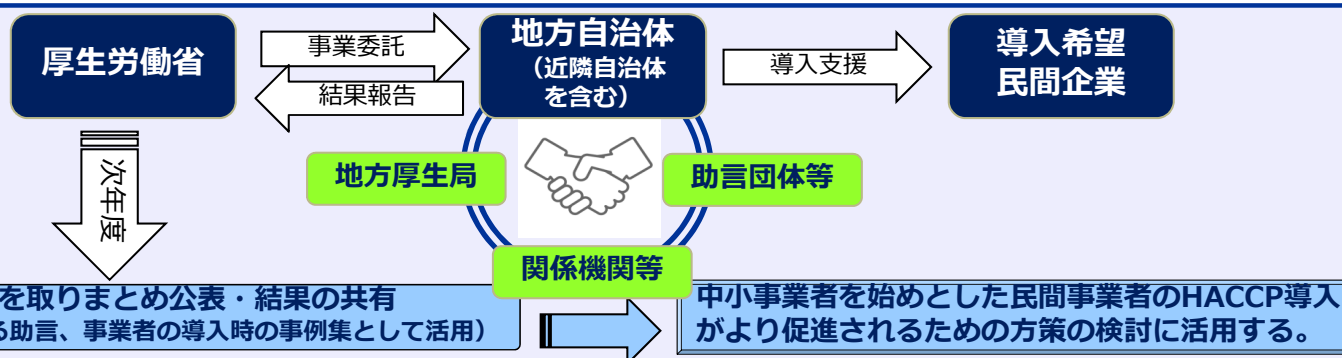 厚生労働省
事業委託
結果報告
地方自治体
（近隣自治体
を含む）
導入支援
導入希望
民間企業
次年度
地方厚生局
助言団体等
関係機関等
を取りまとめ公表・結果の共有
る助言、事業者の導入時の事例集として活用）
中小事業者を始めとした民間事業者のHACCP導入
がより促進されるための方策の検討に活用する。